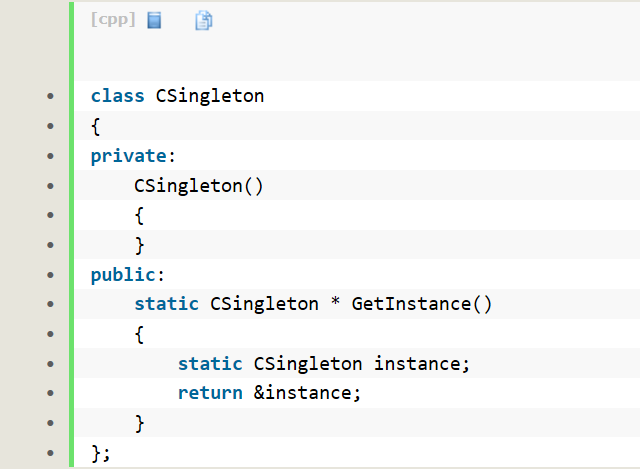 [cpp]
class CSingleton
{
private:
    CSingleton()
    {
    }
public:
    static CSingleton * GetInstance()
    {
        static CSingleton instance;
        return &instance;
    }
};